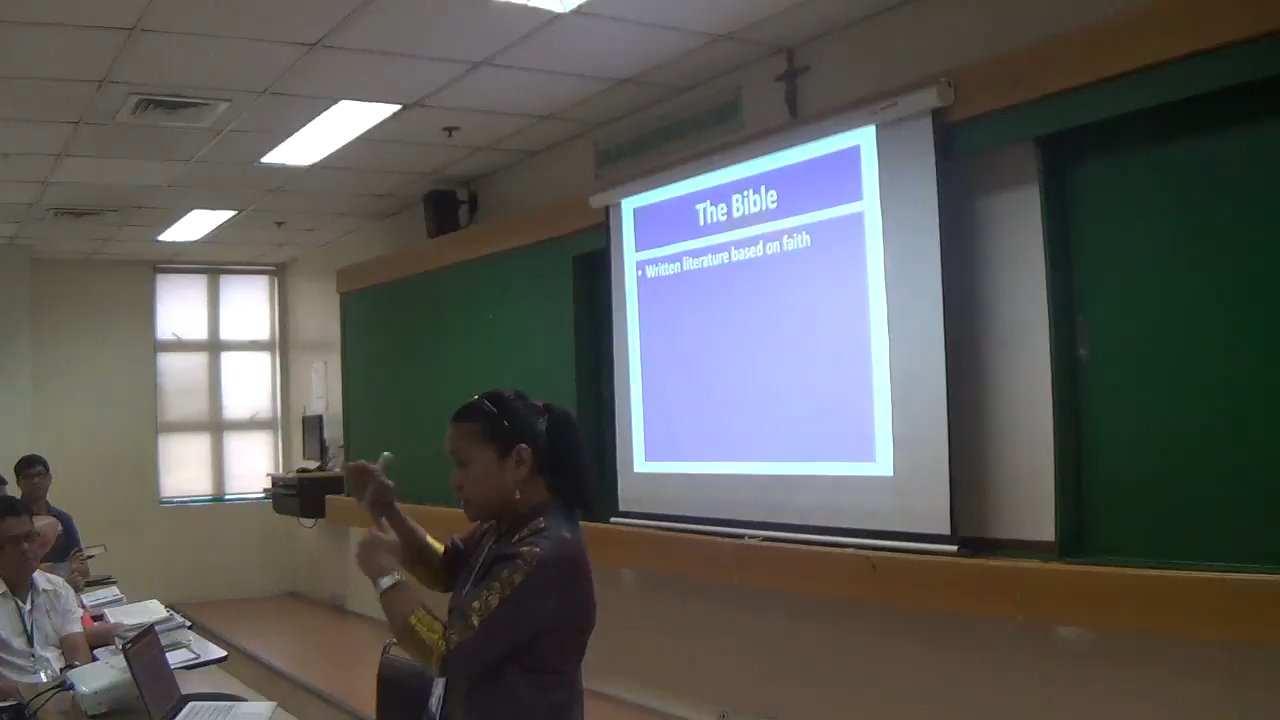 The Bible
• Written literature based on faith